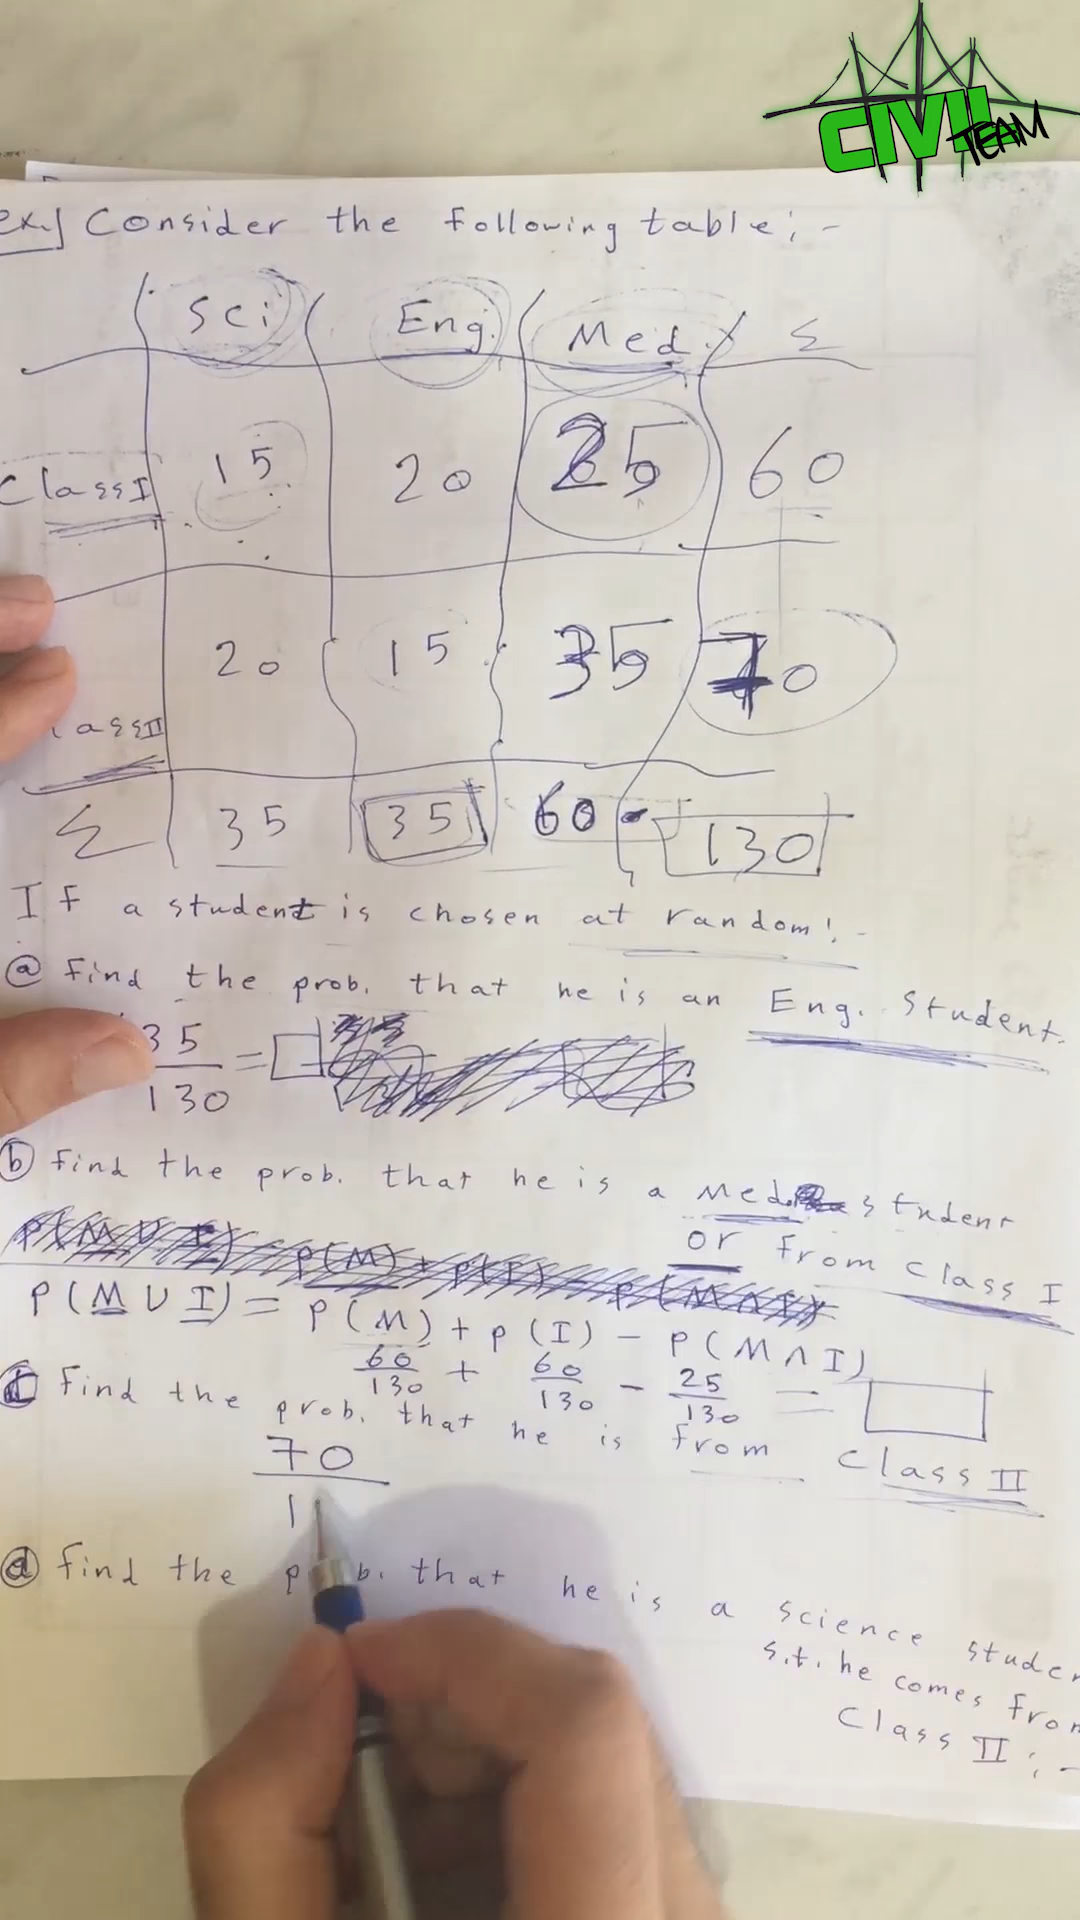 CIVIL TEAM
ex.] Consider the following table;-
Sci Eng. Med. Σ
Class I 15 20 25 60
Class II 20 15 35 70
Σ 35 35 60 130
If a student is chosen at random:-
ⓐ find the prob. that he is an Eng. Student.
35/130 =
ⓑ find the prob. that he is a Med. student
or from class I
P(M∪I) = P(M) + P(I) - P(M∩I)
60/130 + 60/130 - 25/130 =
find the prob. that he is from Class II
70
1
ⓓ find the that he is a science
s.t. he comes from
Class II:-